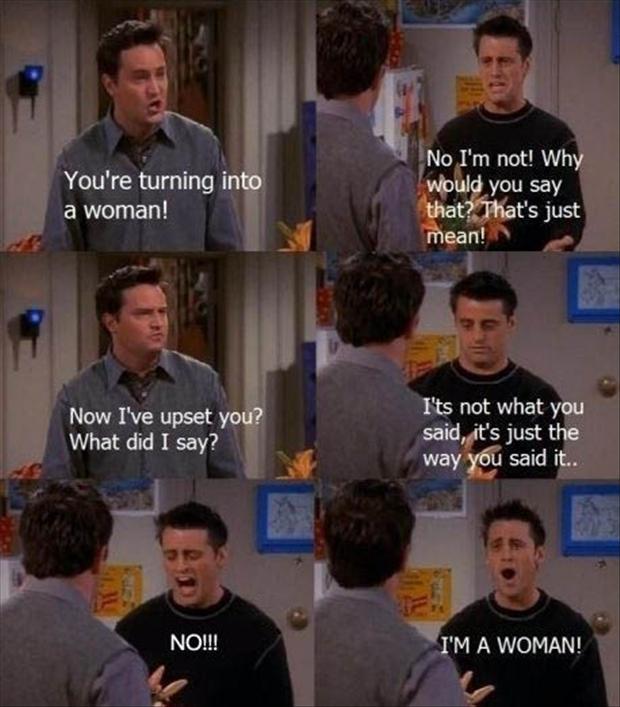 You're turning into
a woman!
No I'm not! Why
would you say
that? That's just
mean!
Now I've upset you?
What did I say?
I'ts not what you
said, it's just the
way you said it..
NO!!!
I'M A WOMAN!